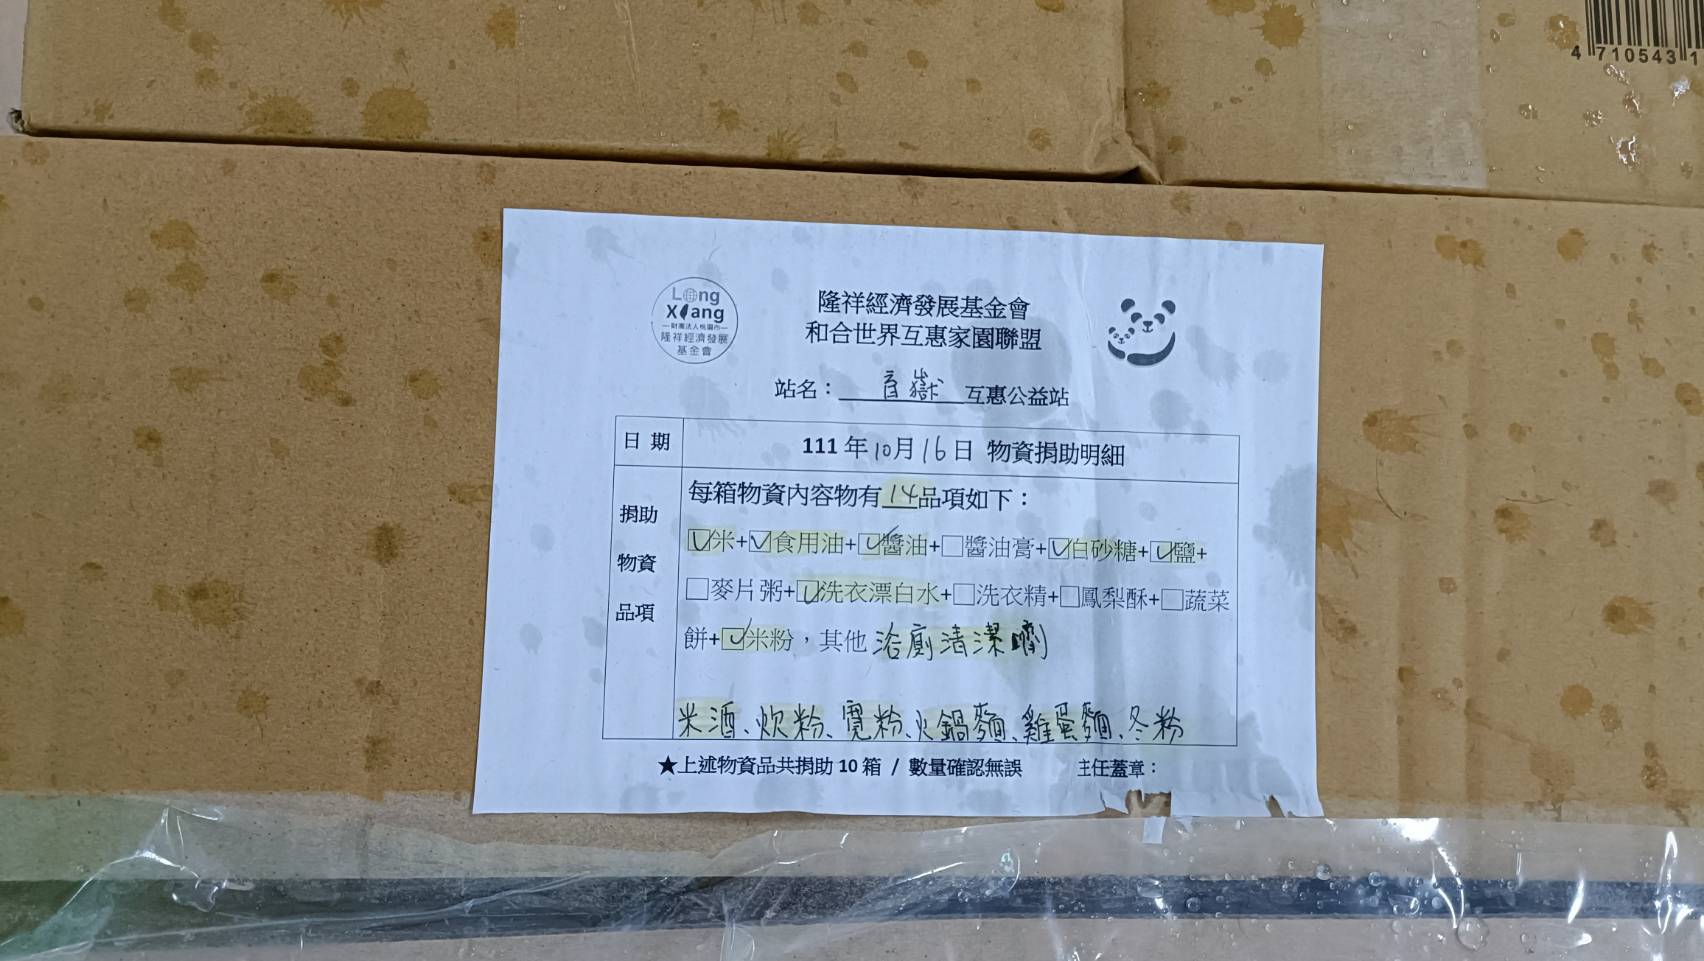 4 710543 1
Long
Xiang
財團法人桃園市
隆祥經濟發展
基金會
隆祥經濟發展基金會
和合世界互惠家園聯盟
站名： 互惠公益站
日期
111 年10月16日 物資捐助明細
捐助
物資
品項
每箱物資內容物有14品項如下：
☑米+☑食用油+☑醬油+☐醬油膏+☑白砂糖+☑鹽+
☐麥片粥+☑洗衣漂白水+☐洗衣精+☐鳳梨酥+☐蔬菜
餅+☑米粉，其他 浴廁清潔劑
米酒、炊粉、寬粉、火鍋麵、雞蛋麵、冬粉
★上述物資品共捐助 10 箱 / 數量確認無誤 主任蓋章：